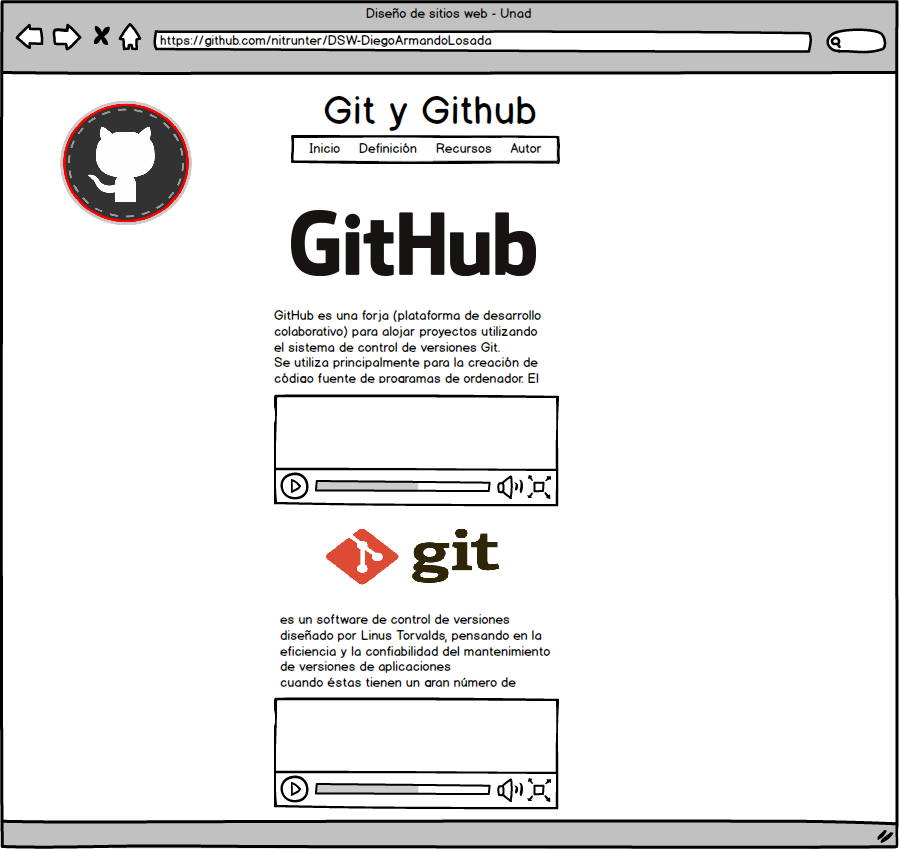 Diseño de sitios web - Unad
https://github.com/nitrunter/DSW-DiegoArmandoLosada
Git y Github
Inicio Definición Recursos Autor
GitHub
GitHub es una forja (plataforma de desarrollo
colaborativo) para alojar proyectos utilizando
el sistema de control de versiones Git.
Se utiliza principalmente para la creación de
código fuente de programas de ordenador. El
git
es un software de control de versiones
diseñado por Linus Torvalds, pensando en la
eficiencia y la confiabilidad del mantenimiento
de versiones de aplicaciones
cuando éstas tienen un gran número de